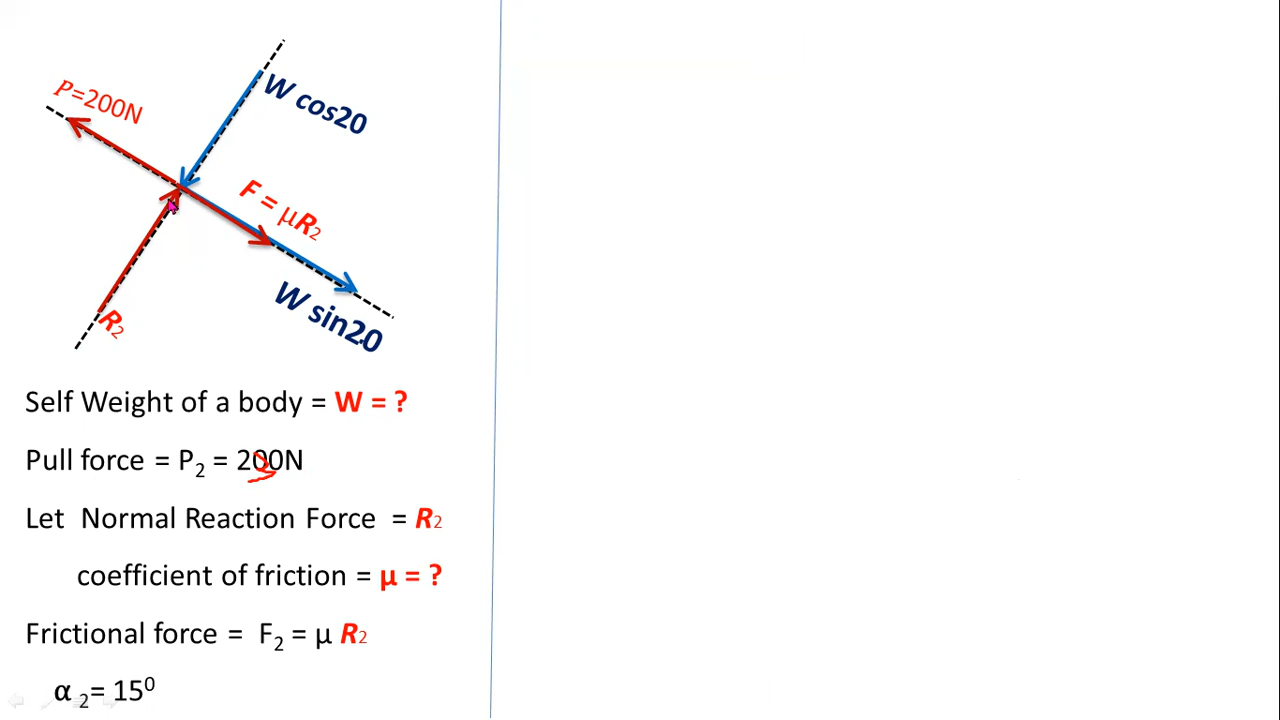 P=200N
W cos20
F = µR2
W sin20
R2
Self Weight of a body = W = ?
Pull force = P2 = 200N
Let Normal Reaction Force = R2
coefficient of friction = µ = ?
Frictional force = F2 = µ R2
α 2= 15⁰